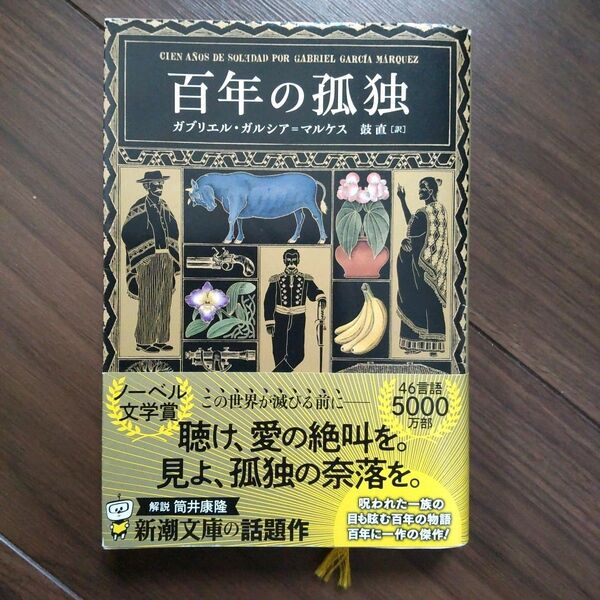 CIEN AÑOS DE SOLEDAD POR GABRIEL GARCÍA MÁRQUEZ
百年の孤独
ガブリエル・ガルシア=マルケス 鼓直[訳]
ノーベル
文学賞
この世界が滅びる前に――
46言語
5000
万部
聴け、愛の絶叫を。
見よ、孤独の奈落を。
解説 筒井康隆
新潮文庫の話題作
呪われた一族の
目も眩む百年の物語
百年に一作の傑作!